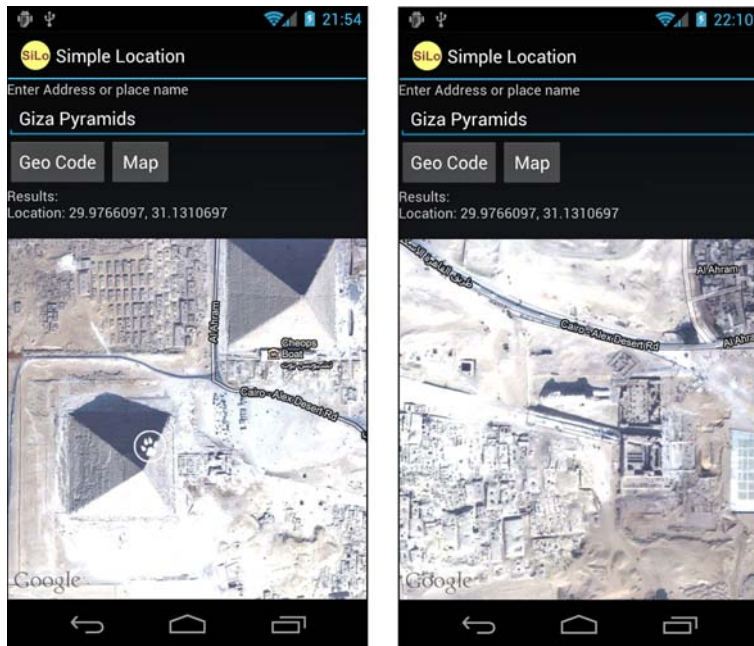 21:54
SiLo Simple Location
Enter Address or place name
Giza Pyramids
Geo Code Map
Results:
Location: 29.9766097, 31.1310697
Al Ahram
Cheops
Boat
Cairo - Alex Desert Rd
Google
22:10
SiLo Simple Location
Enter Address or place name
Giza Pyramids
Geo Code Map
Results:
Location: 29.9766097, 31.1310697
Al Ahram
Cairo - Alex Desert Rd
Al Ahra
Google